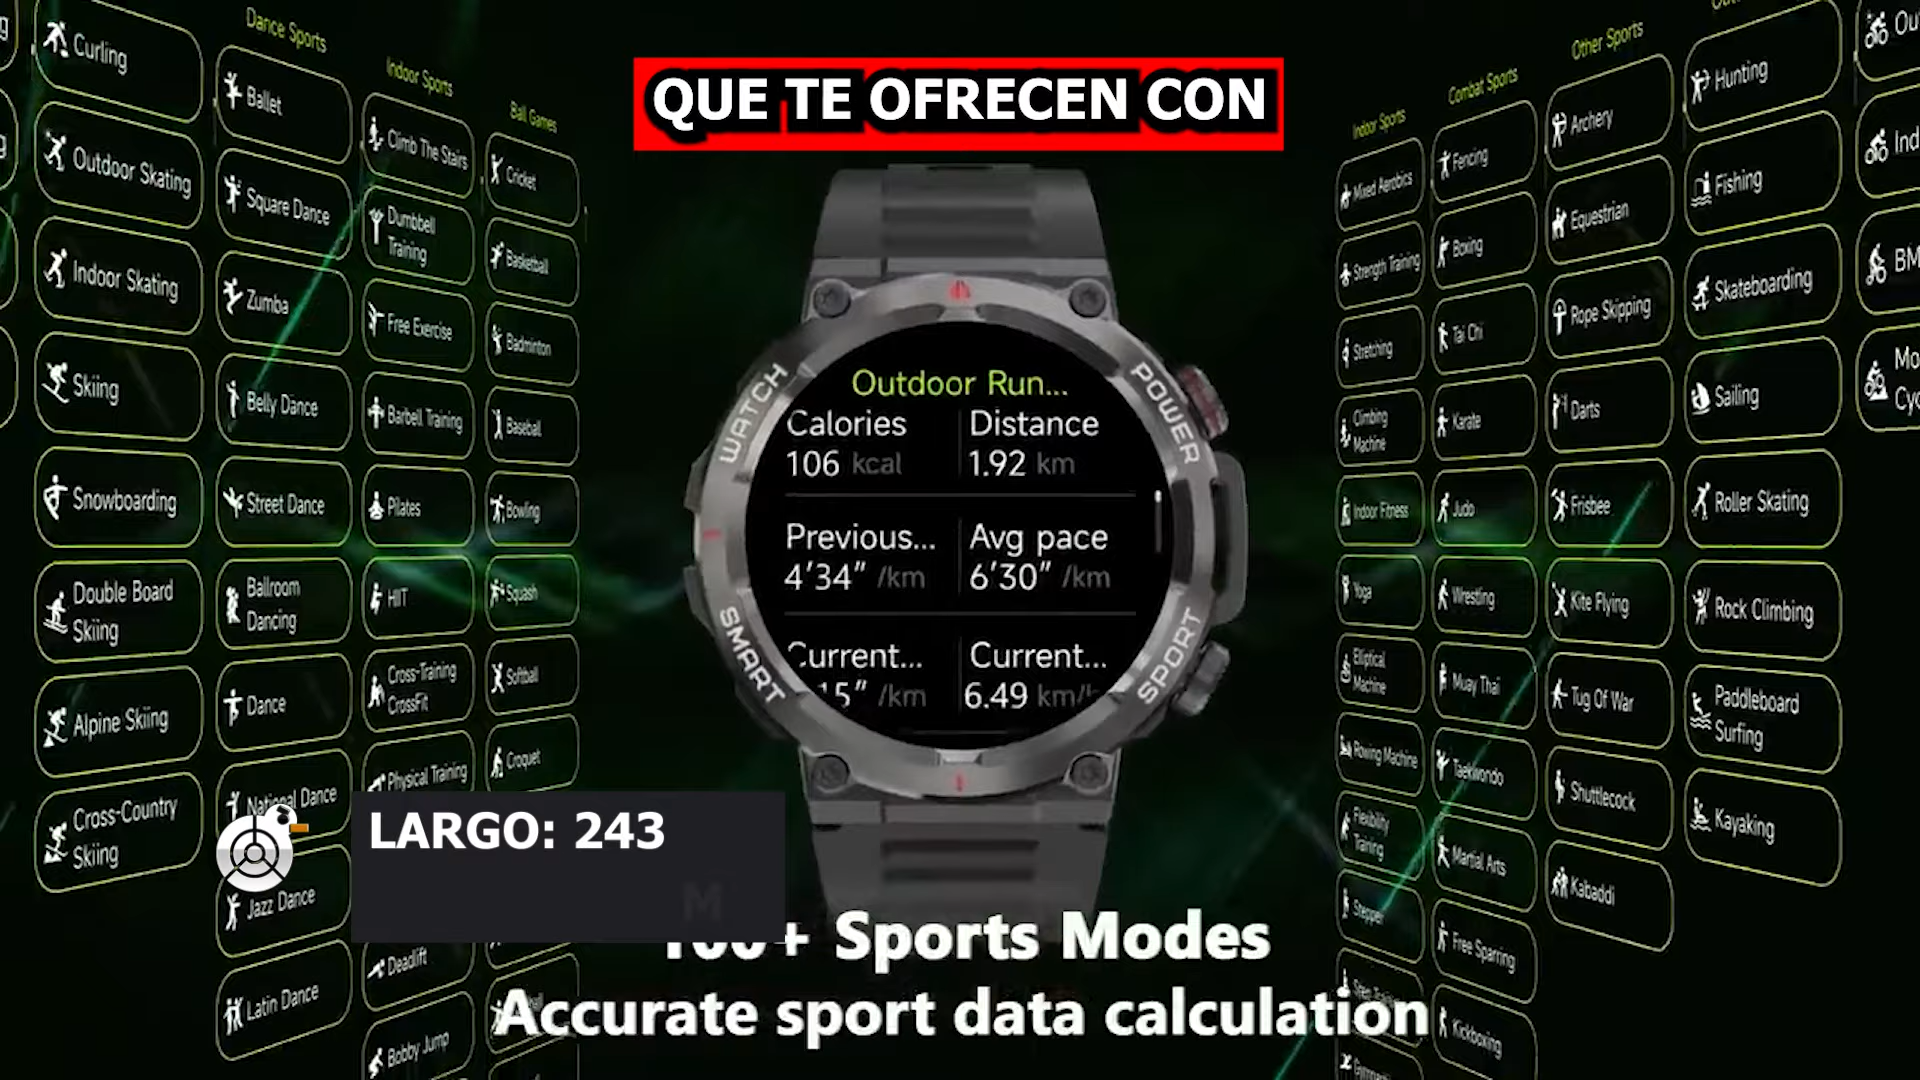 QUE TE OFRECEN CON
Curling
Outdoor Skating
Indoor Skating
Skiing
Snowboarding
Double Board
Skiing
Alpine Skiing
Cross-Country
Skiing
Dance Sports
Ballet
Square Dance
Zumba
Belly Dance
Street Dance
Ballroom
Dancing
Dance
National Dance
Jazz Dance
Latin Dance
Indoor Sports
Climb The Stairs
Dumbbell
Training
Free Exercise
Barbell Training
Pilates
HIIT
Cross-Training
CrossFit
Physical Training
Deadlift
Bobby Jump
Ball Games
Cricket
Basketball
Badminton
Baseball
Bowling
Squash
Softball
Croquet
WATCH
POWER
SMART
SPORT
Outdoor Run...
Calories
106 kcal
Distance
1.92 km
Previous...
4'34" /km
Avg pace
6'30" /km
Current...
15" /km
Current...
6.49 km/h
Indoor Sports
Mixed Aerobics
Strength Training
Stretching
Climbing
Machine
Indoor Fitness
Yoga
Elliptical
Machine
Rowing Machine
Flexibility
Training
Stepper
Combat Sports
Fencing
Boxing
Tai Chi
Karate
Judo
Wrestling
Muay Thai
Taekwondo
Martial Arts
Free Sparring
Kickboxing
Other Sports
Archery
Equestrian
Rope Skipping
Darts
Frisbee
Kite Flying
Tug Of War
Shuttlecock
Kabaddi
Hunting
Fishing
Skateboarding
Sailing
Roller Skating
Rock Climbing
Paddleboard
Surfing
Kayaking
LARGO: 243
M
100+ Sports Modes
Accurate sport data calculation